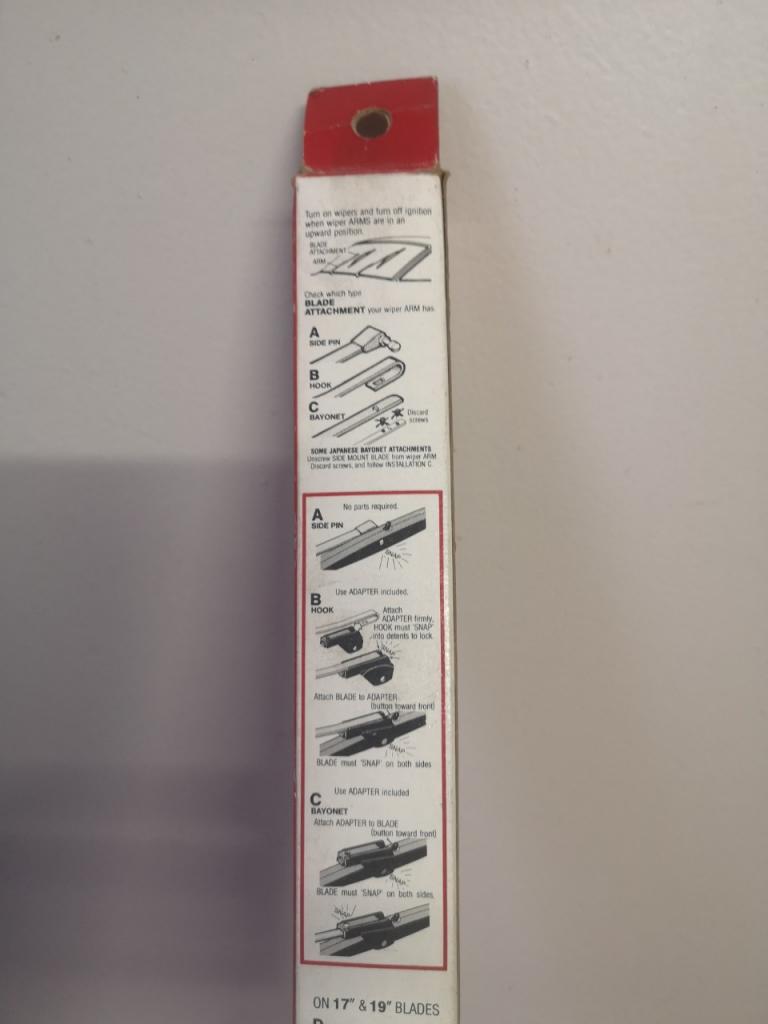 Turn on wipers and turn off ignition
when wiper ARMS are in an
upward position.
BLADE
ATTACHMENT
ARM
Check which type
BLADE
ATTACHMENT your wiper ARM has.
A
SIDE PIN
B
HOOK
C
BAYONET
Discard
screws
SOME JAPANESE BAYONET ATTACHMENTS
Unscrew SIDE MOUNT BLADE from wiper ARM
Discard screws, and follow INSTALLATION C.
No parts required.
A
SIDE PIN
SNAP
Use ADAPTER included.
B
HOOK
Attach
ADAPTER firmly.
HOOK must 'SNAP'
into detents to lock.
SNAP
Attach BLADE to ADAPTER
(button toward front)
SNAP
BLADE must 'SNAP' on both sides
Use ADAPTER included
C
BAYONET
Attach ADAPTER to BLADE
(button toward front)
SNAP
BLADE must 'SNAP' on both sides.
SNAP
ON 17" & 19" BLADES